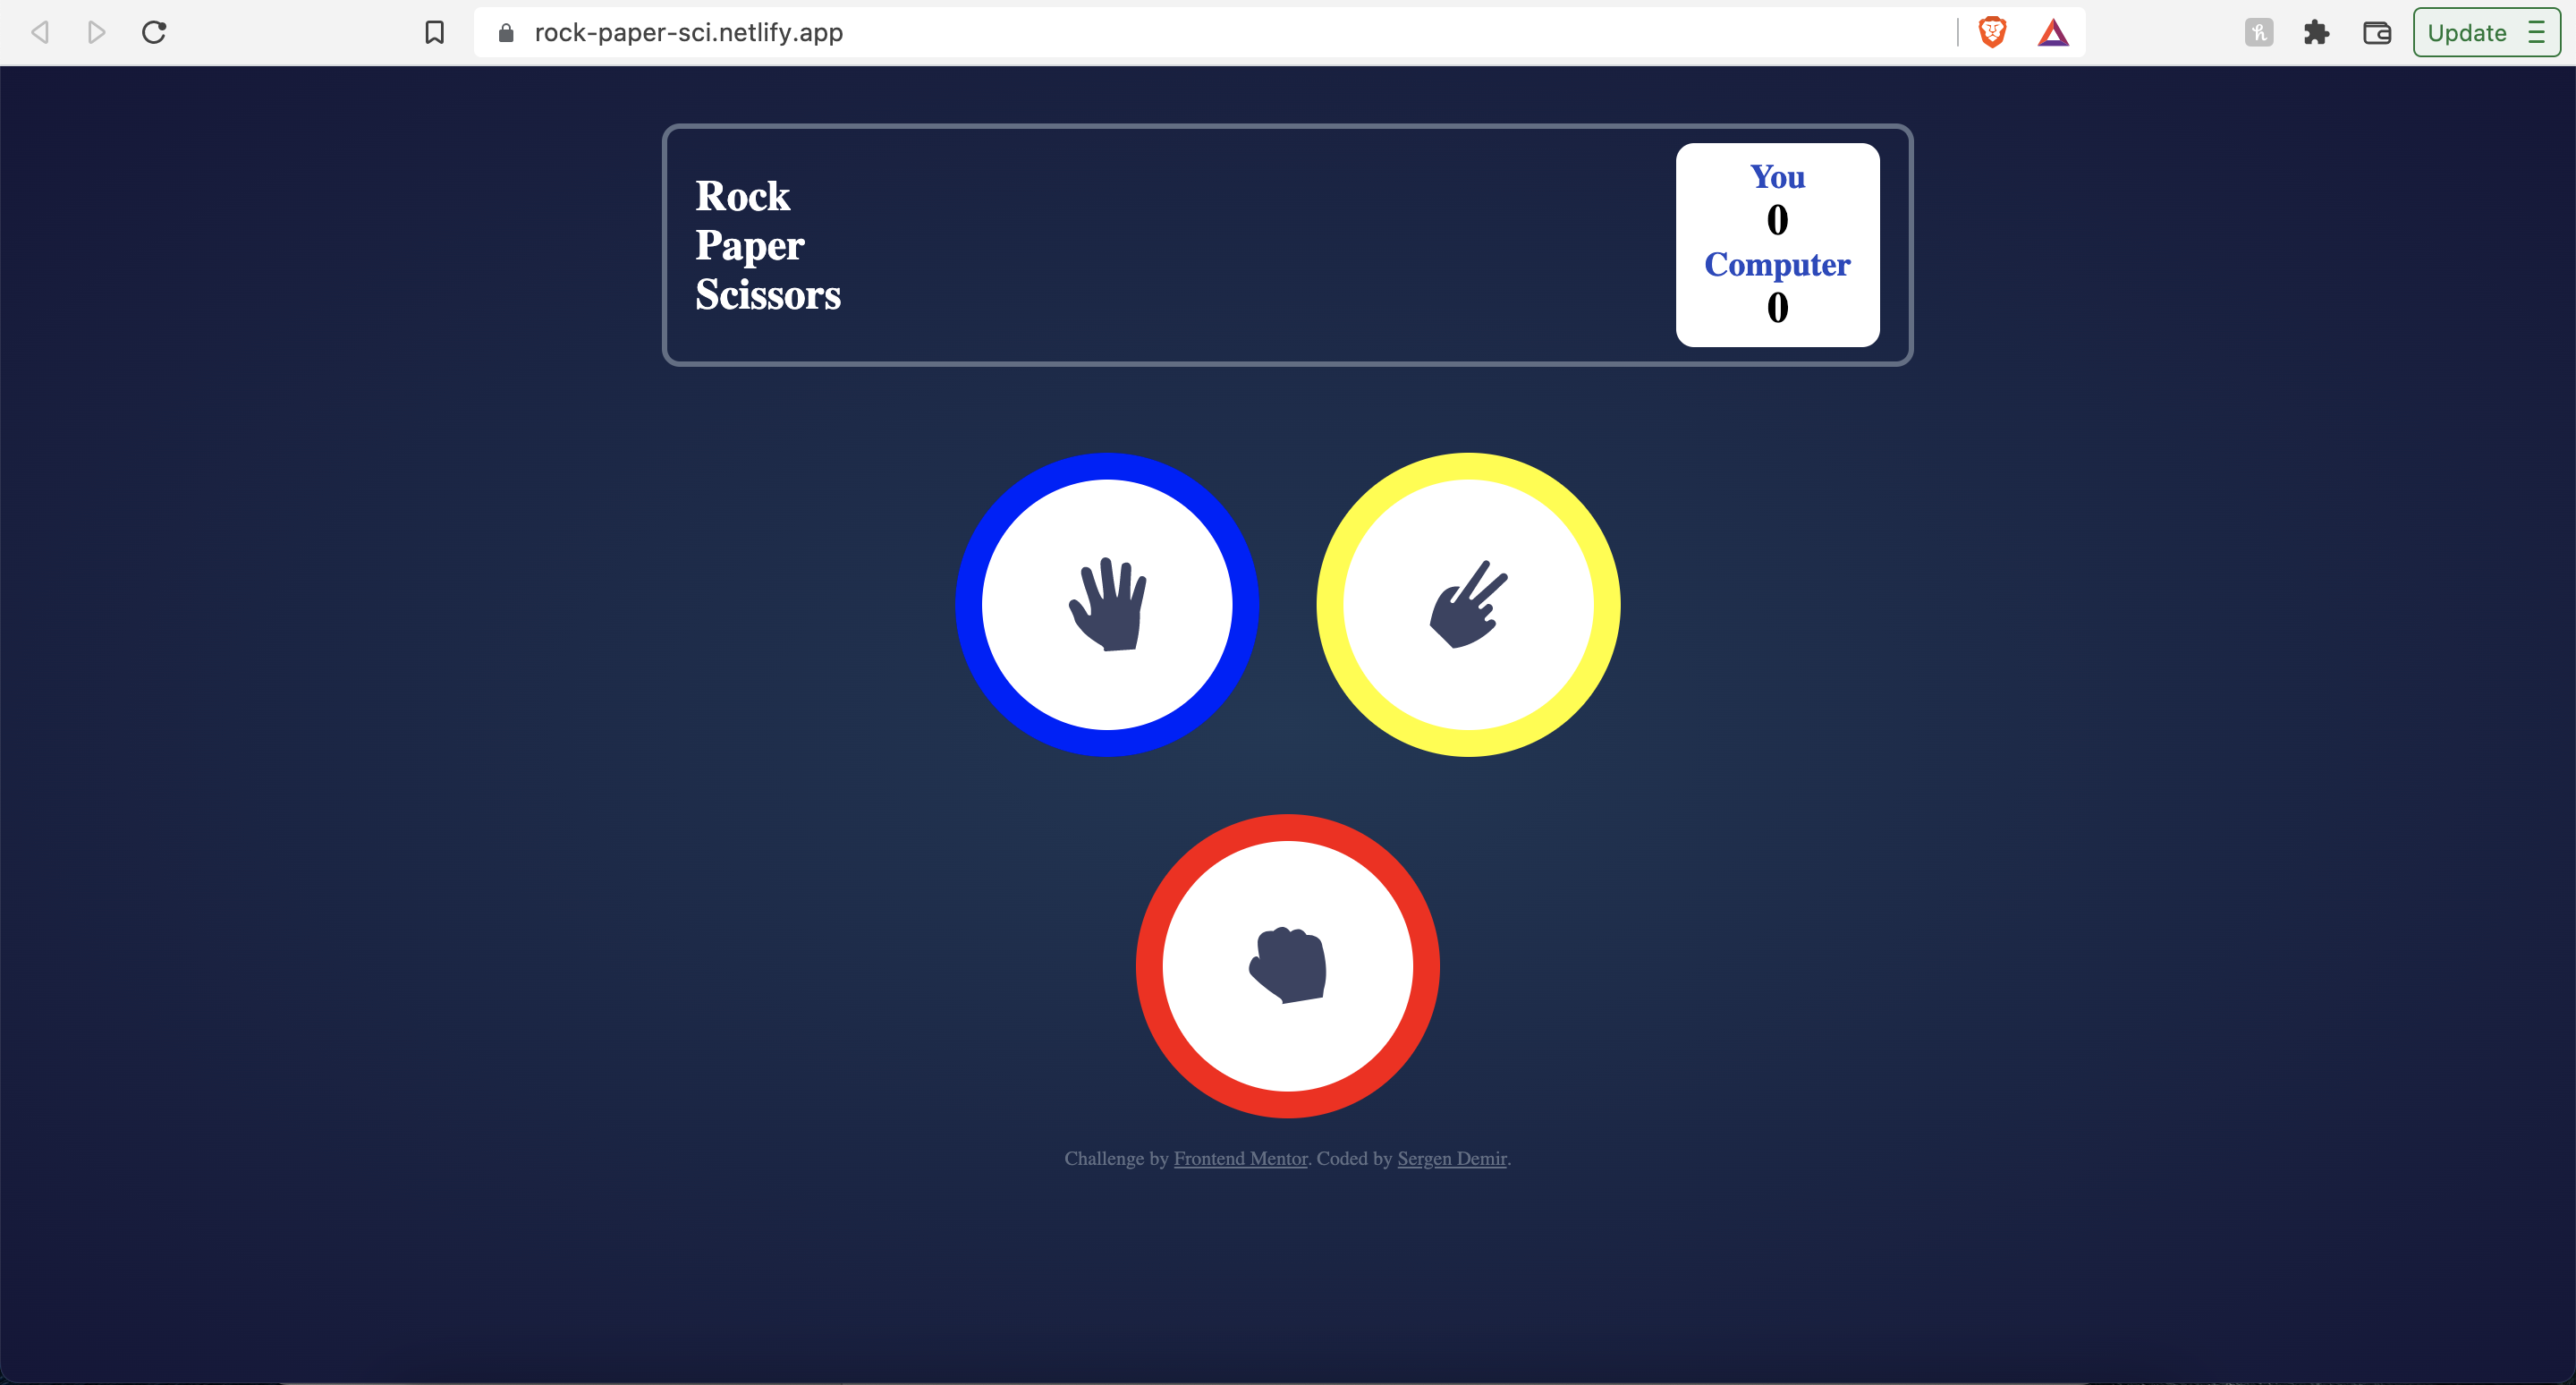 rock-paper-sci.netlify.app
Update
Rock
Paper
Scissors
You
0
Computer
0
Challenge by Frontend Mentor. Coded by Sergen Demir.